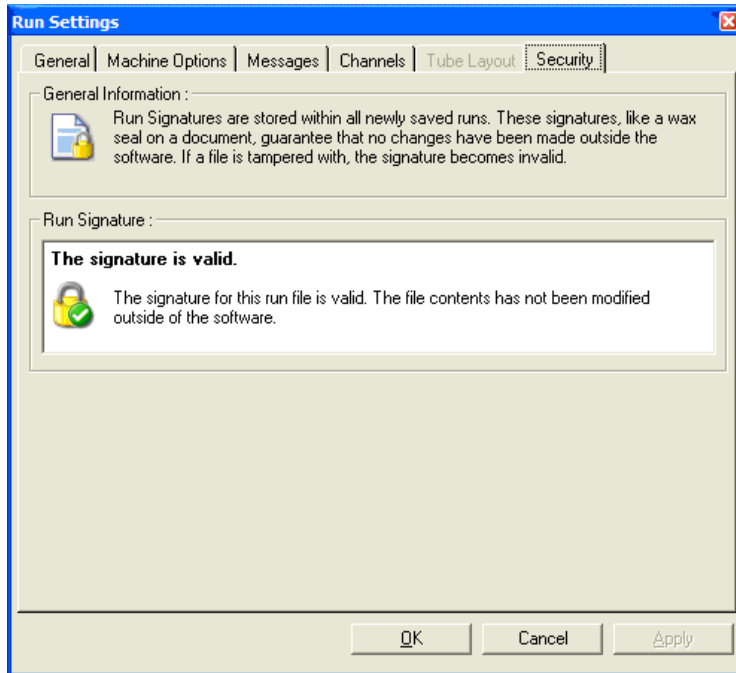 Run Settings
General Machine Options Messages Channels Tube Layout Security
General Information :
Run Signatures are stored within all newly saved runs. These signatures, like a wax
seal on a document, guarantee that no changes have been made outside the
software. If a file is tampered with, the signature becomes invalid.
Run Signature :
The signature is valid.
The signature for this run file is valid. The file contents has not been modified
outside of the software.
OK Cancel Apply